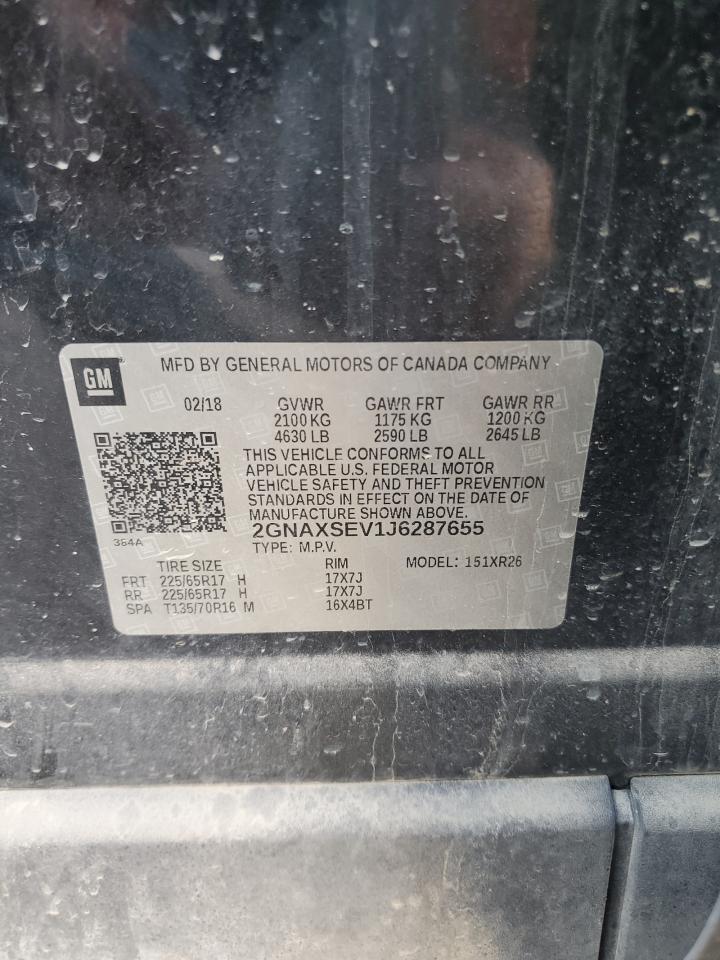 GM
MFD BY GENERAL MOTORS OF CANADA COMPANY
02/18 GVWR GAWR FRT GAWR RR
2100 KG 1175 KG 1200 KG
4630 LB 2590 LB 2645 LB
THIS VEHICLE CONFORMS TO ALL
APPLICABLE U.S. FEDERAL MOTOR
VEHICLE SAFETY AND THEFT PREVENTION
STANDARDS IN EFFECT ON THE DATE OF
MANUFACTURE SHOWN ABOVE.
2GNAXSEV1J6287655
384A
TYPE: M.P.V.
TIRE SIZE RIM MODEL: 151XR26
FRT 225/65R17 H 17X7J
RR 225/65R17 H 17X7J
SPA T135/70R16 M 16X4BT